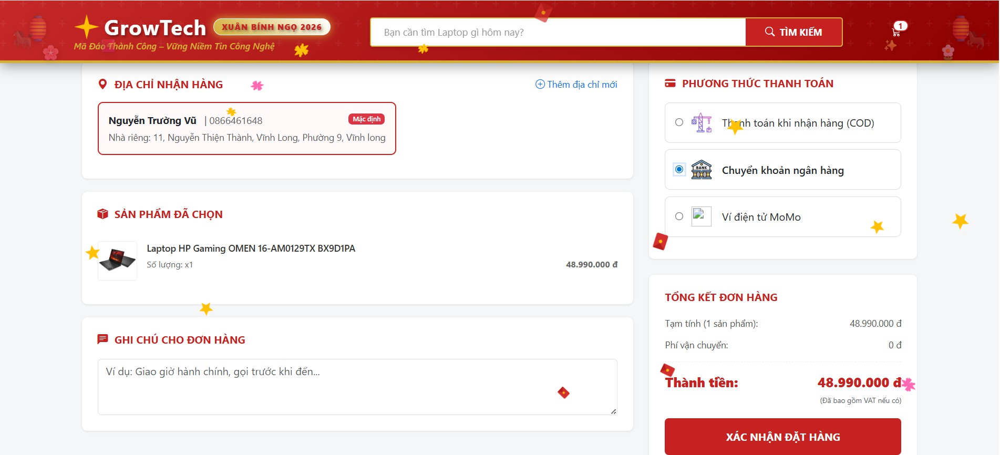 GrowTech
XUÂN BÍNH NGỌ 2026
Mã Đáo Thành Công – Vững Niềm Tin Công Nghệ
Bạn cần tìm Laptop gì hôm nay?
TÌM KIẾM
1
ĐỊA CHỈ NHẬN HÀNG
Thêm địa chỉ mới
Nguyễn Trường Vũ | 0866461648
Mặc định
Nhà riêng: 11, Nguyễn Thiện Thành, Vĩnh Long, Phường 9, Vĩnh long
SẢN PHẨM ĐÃ CHỌN
Laptop HP Gaming OMEN 16-AM0129TX BX9D1PA
Số lượng: x1
48.990.000 đ
GHI CHÚ CHO ĐƠN HÀNG
Ví dụ: Giao giờ hành chính, gọi trước khi đến...
PHƯƠNG THỨC THANH TOÁN
Thanh toán khi nhận hàng (COD)
BANK
Chuyển khoản ngân hàng
Ví điện tử MoMo
TỔNG KẾT ĐƠN HÀNG
Tạm tính (1 sản phẩm): 48.990.000 đ
Phí vận chuyển: 0 đ
Thành tiền: 48.990.000 đ
(Đã bao gồm VAT nếu có)
XÁC NHẬN ĐẶT HÀNG